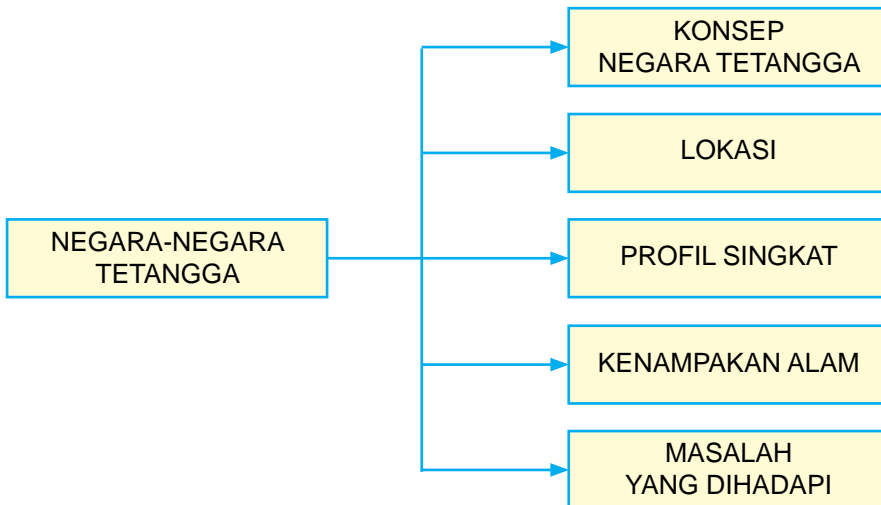 KONSEP
NEGARA TETANGGA
LOKASI
NEGARA-NEGARA
TETANGGA
PROFIL SINGKAT
KENAMPAKAN ALAM
MASALAH
YANG DIHADAPI